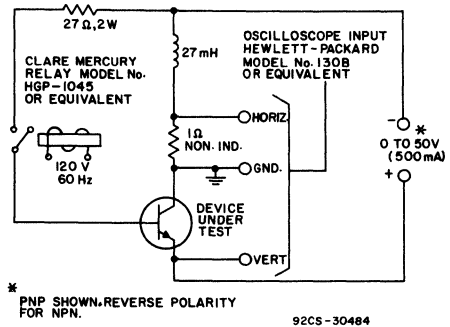 27Ω,2W
27mH
OSCILLOSCOPE INPUT
HEWLETT-PACKARD
MODEL No. 130B
OR EQUIVALENT
CLARE MERCURY
RELAY MODEL No.
HGP-1045
OR EQUIVALENT
HORIZ.
1Ω
NON. IND.
120 V
60 Hz
GND.
- *
0 TO 50V
(500mA)
+
DEVICE
UNDER
TEST
VERT
* PNP SHOWN, REVERSE POLARITY
FOR NPN.
92CS-30484